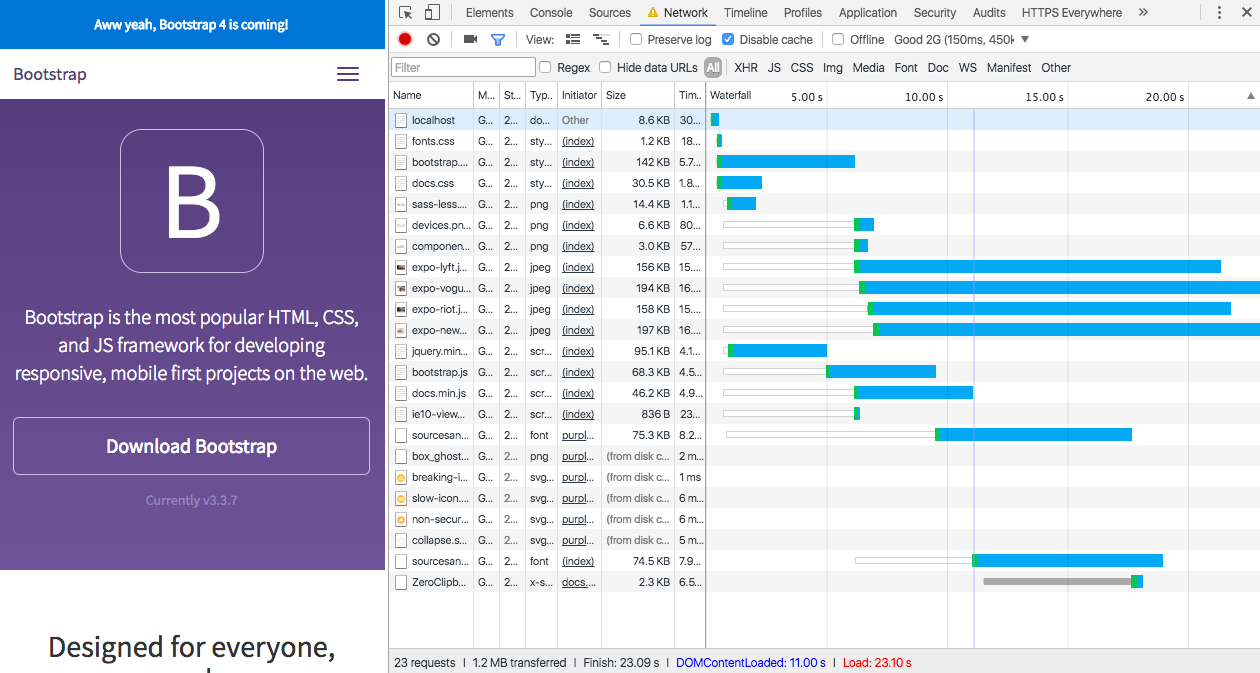 Aww yeah, Bootstrap 4 is coming!
Bootstrap
B
Bootstrap is the most popular HTML, CSS,
and JS framework for developing
responsive, mobile first projects on the web.
Download Bootstrap
Currently v3.3.7
Designed for everyone,
Elements Console Sources Network Timeline Profiles Application Security Audits HTTPS Everywhere »
View: Preserve log Disable cache Offline Good 2G (150ms, 450k ▼
Filter Regex Hide data URLs All XHR JS CSS Img Media Font Doc WS Manifest Other
Name M... St... Typ... Initiator Size Tim... Waterfall 5.00 s 10.00 s 15.00 s 20.00 s ▲
localhost G... 2... do... Other 8.6 KB 30...
fonts.css G... 2... sty... (index) 1.2 KB 18...
bootstrap.... G... 2... sty... (index) 142 KB 5.7...
docs.css G... 2... sty... (index) 30.5 KB 1.8...
sass-less.... G... 2... png (index) 14.4 KB 1.1...
devices.pn... G... 2... png (index) 6.6 KB 80...
componen... G... 2... png (index) 3.0 KB 57...
expo-lyft.j... G... 2... jpeg (index) 156 KB 15....
expo-vogu... G... 2... jpeg (index) 194 KB 16....
expo-riot.j... G... 2... jpeg (index) 158 KB 15....
expo-new... G... 2... jpeg (index) 197 KB 16....
jquery.min... G... 2... scr... (index) 95.1 KB 4.1...
bootstrap.js G... 2... scr... (index) 68.3 KB 4.5...
docs.min.js G... 2... scr... (index) 46.2 KB 4.9...
ie10-view... G... 2... scr... (index) 836 B 23...
sourcesan... G... 2... font purpl... 75.3 KB 8.2...
box_ghost... G... 2... png purpl... (from disk c... 2 m...
breaking-i... G... 2... svg... purpl... (from disk c... 1 ms
slow-icon.... G... 2... svg... purpl... (from disk c... 6 m...
non-secur... G... 2... svg... purpl... (from disk c... 6 m...
collapse.s... G... 2... svg... purpl... (from disk c... 5 m...
sourcesan... G... 2... font (index) 74.5 KB 7.9...
ZeroClipb... G... 2... x-s... docs.... 2.3 KB 6.5...
23 requests I 1.2 MB transferred I Finish: 23.09 s I DOMContentLoaded: 11.00 s I Load: 23.10 s